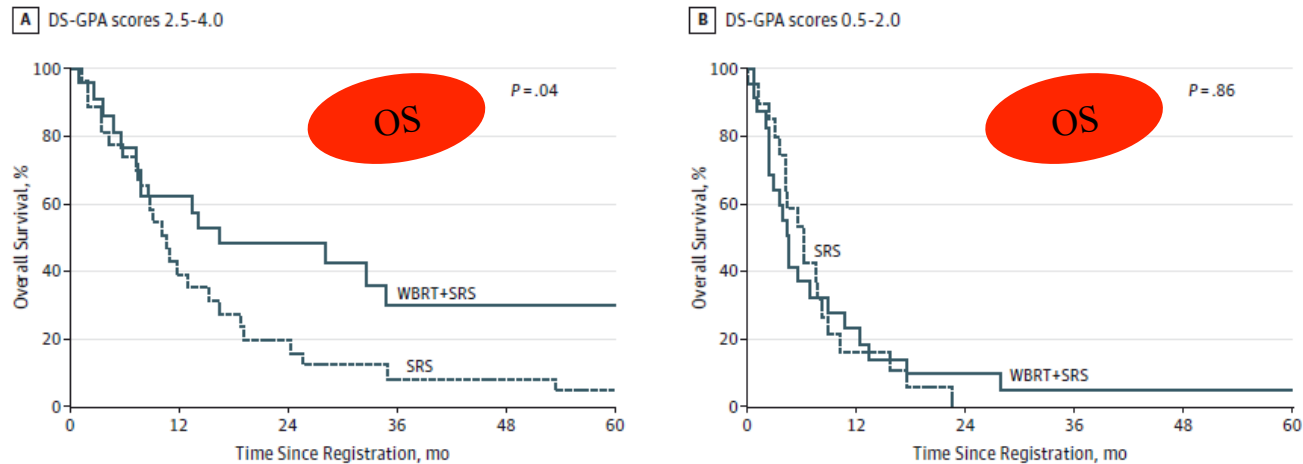 A DS-GPA scores 2.5-4.0
100
80
60
40
20
0
Overall Survival, %
OS
P = .04
WBRT+SRS
SRS
0 12 24 36 48 60
Time Since Registration, mo
B DS-GPA scores 0.5-2.0
100
80
60
40
20
0
Overall Survival, %
OS
P = .86
SRS
WBRT+SRS
0 12 24 36 48 60
Time Since Registration, mo